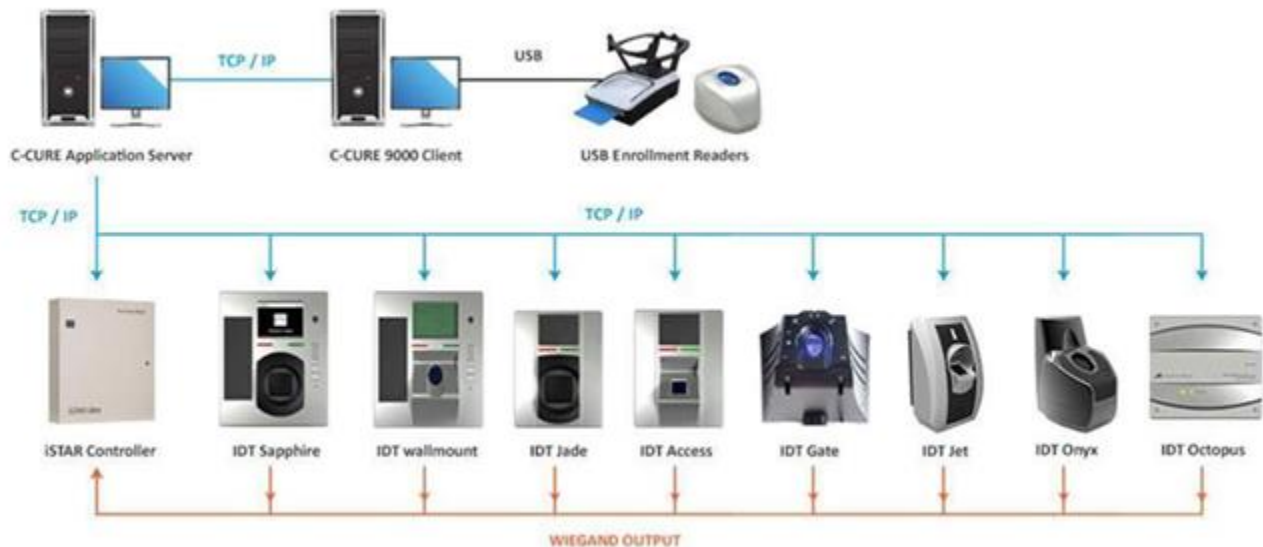 TCP / IP
USB
C-CURE Application Server
C-CURE 9000 Client
USB Enrollment Readers
TCP / IP
TCP / IP
iSTAR Controller
IDT Sapphire
IDT wallmount
IDT Jade
IDT Access
IDT Gate
IDT Jet
IDT Onyx
IDT Octopus
WIEGAND OUTPUT